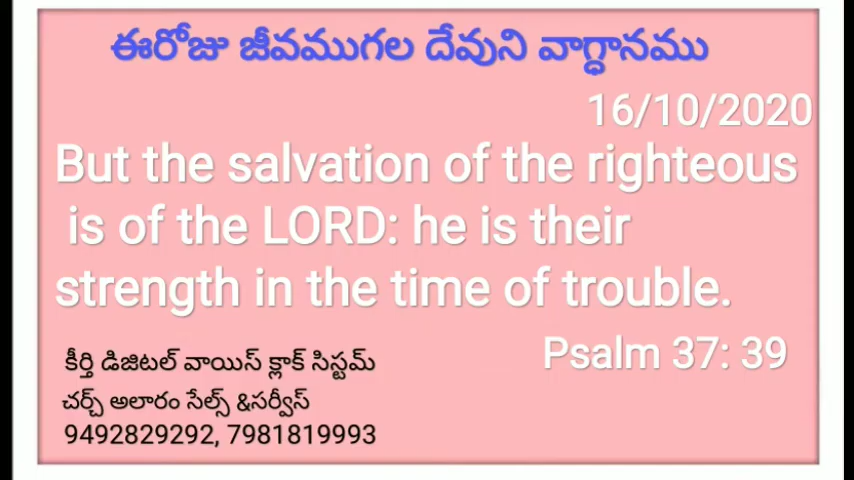 ఈరోజు జీవముగల దేవుని వాగ్ధానము
16/10/2020
But the salvation of the righteous
is of the LORD: he is their
strength in the time of trouble.
Psalm 37: 39
కీర్తి డిజిటల్ వాయిస్ క్లాక్ సిస్టమ్
చర్చ్ అలారం సేల్స్ &సర్వీస్
9492829292, 7981819993